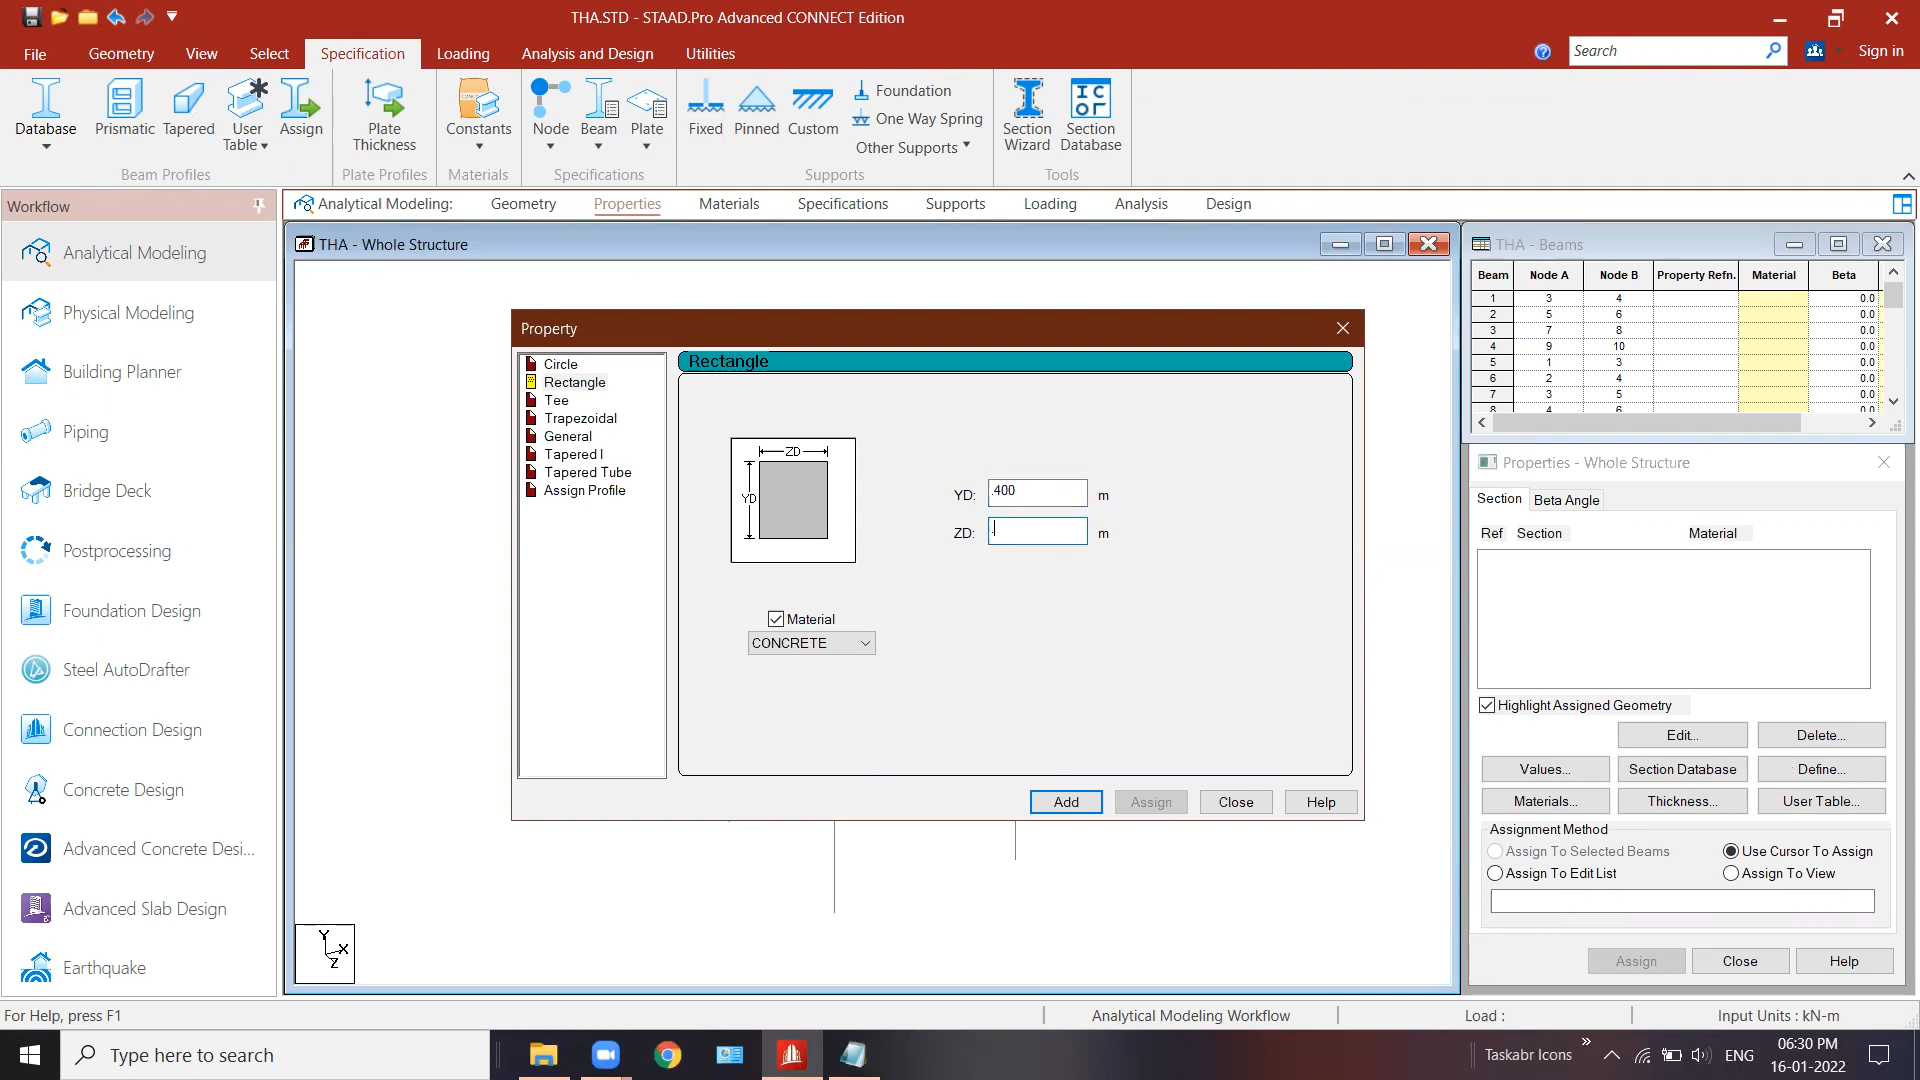 THA.STD - STAAD.Pro Advanced CONNECT Edition
File Geometry View Select Specification Loading Analysis and Design Utilities
Search
Sign in
Database
Prismatic
Tapered
User Table
Assign
Beam Profiles
Plate Thickness
Plate Profiles
Constants
Materials
Node
Beam
Plate
Specifications
Fixed
Pinned
Custom
Foundation
One Way Spring
Other Supports
Supports
Section Wizard
Section Database
Tools
Workflow
Analytical Modeling
Physical Modeling
Building Planner
Piping
Bridge Deck
Postprocessing
Foundation Design
Steel AutoDrafter
Connection Design
Concrete Design
Advanced Concrete Desi...
Advanced Slab Design
Earthquake
Analytical Modeling: Geometry Properties Materials Specifications Supports Loading Analysis Design
THA - Whole Structure
Property
Circle
Rectangle
Tee
Trapezoidal
General
Tapered I
Tapered Tube
Assign Profile
Rectangle
ZD
YD
YD: .400 m
ZD: . m
Material
CONCRETE
Add Assign Close Help
Y
X
Z
THA - Beams
Beam Node A Node B Property Refn. Material Beta
1 3 4 0.0
2 5 6 0.0
3 7 8 0.0
4 9 10 0.0
5 1 3 0.0
6 2 4 0.0
7 3 5 0.0
8 4 6 0.0
Properties - Whole Structure
Section Beta Angle
Ref Section Material
Highlight Assigned Geometry
Edit... Delete...
Values... Section Database Define...
Materials... Thickness... User Table...
Assignment Method
Assign To Selected Beams Use Cursor To Assign
Assign To Edit List Assign To View
Assign Close Help
For Help, press F1
Analytical Modeling Workflow
Load :
Input Units : kN-m
Type here to search
Taskabr Icons
ENG
06:30 PM
16-01-2022